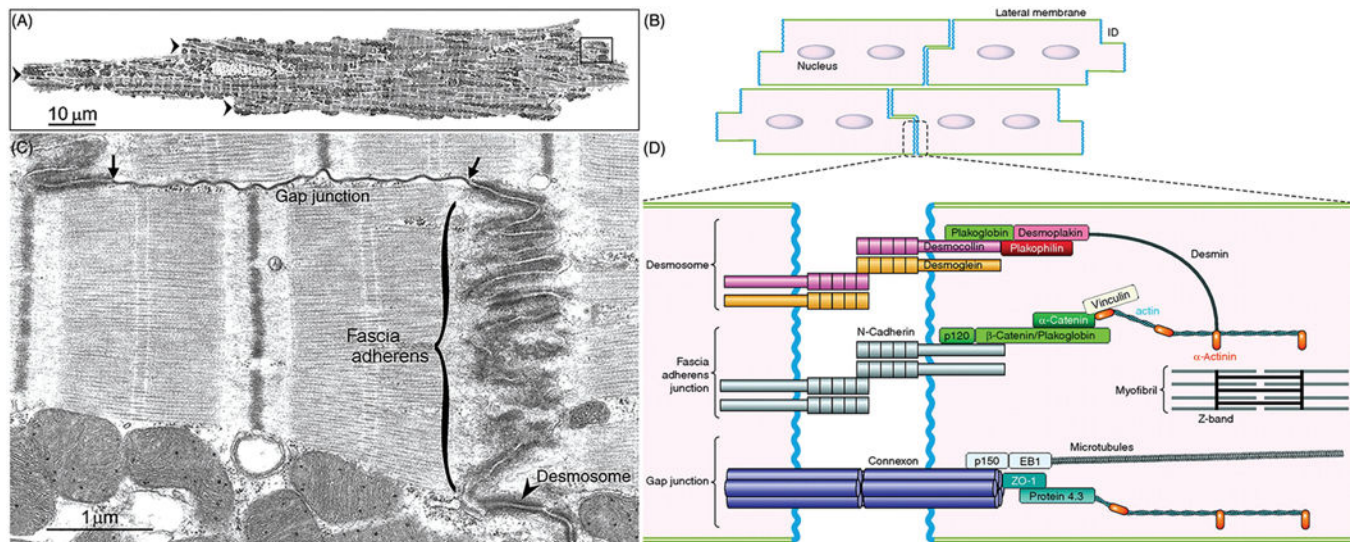 (A)
10 μm
(B)
Lateral membrane
ID
Nucleus
(C)
Gap junction
Fascia
adherens
Desmosome
1μm
(D)
Plakoglobin
Desmoplakin
Desmocollin
Plakophilin
Desmoglein
Desmosome
Desmin
Vinculin
α-Catenin
actin
N-Cadherin
p120
β-Catenin/Plakoglobin
α-Actinin
Fascia
adherens
junction
Myofibril
Z-band
Microtubules
Connexon
p150
EB1
ZO-1
Protein 4.3
Gap junction